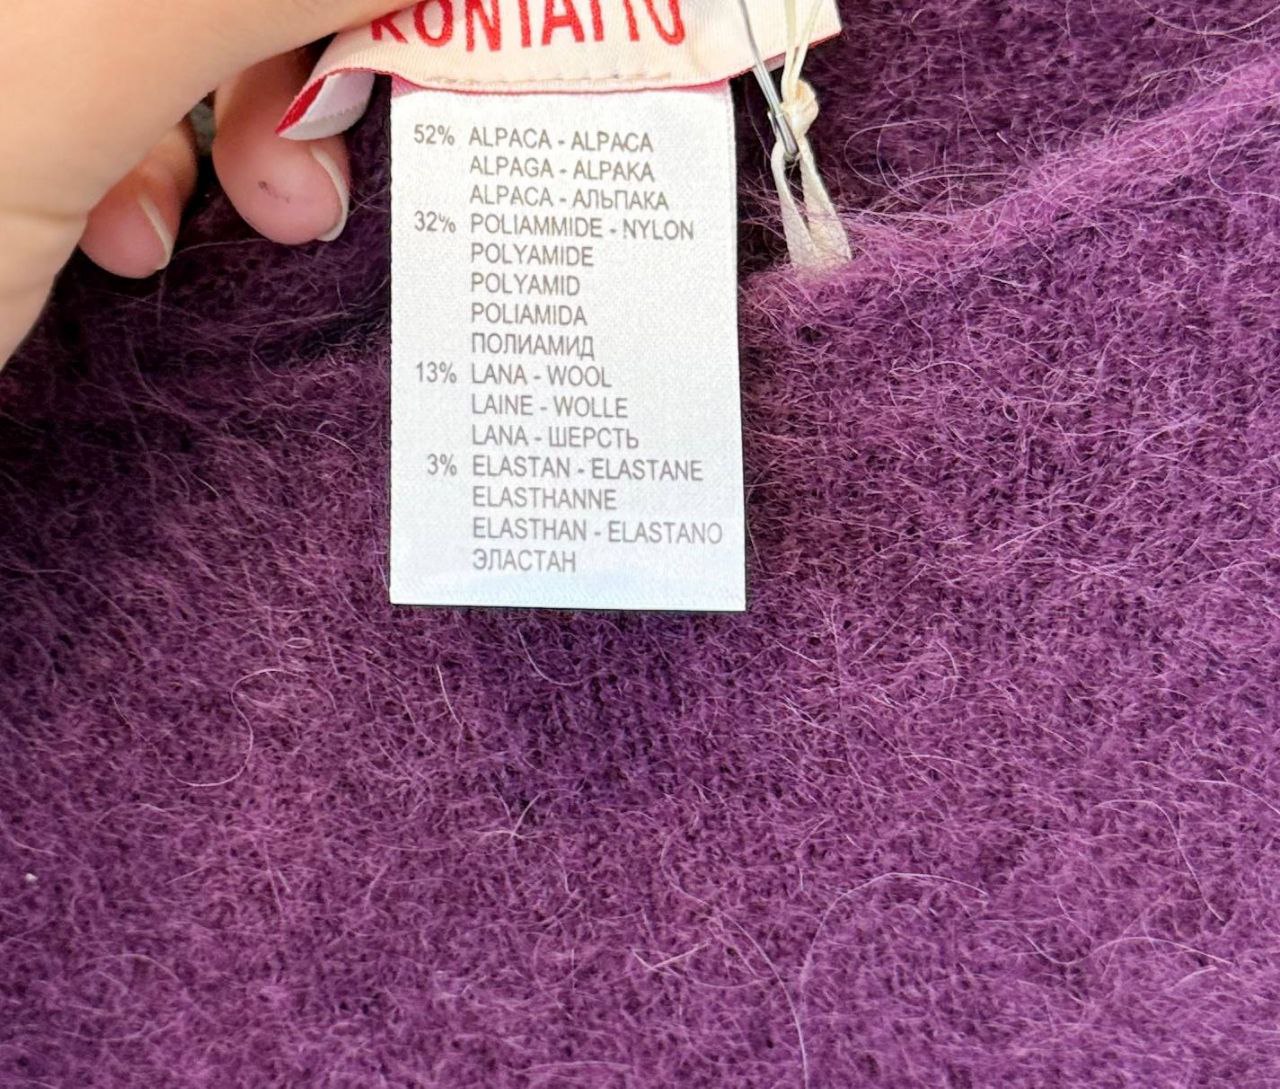 KONTATTO
52% ALPACA - ALPACA
ALPAGA - ALPAKA
ALPACA - АЛЬПАКА
32% POLIAMMIDE - NYLON
POLYAMIDE
POLYAMID
POLIAMIDA
ПОЛИАМИД
13% LANA - WOOL
LAINE - WOLLE
LANA - ШЕРСТЬ
3% ELASTAN - ELASTANE
ELASTHANNE
ELASTHAN - ELASTANO
ЭЛАСТАН